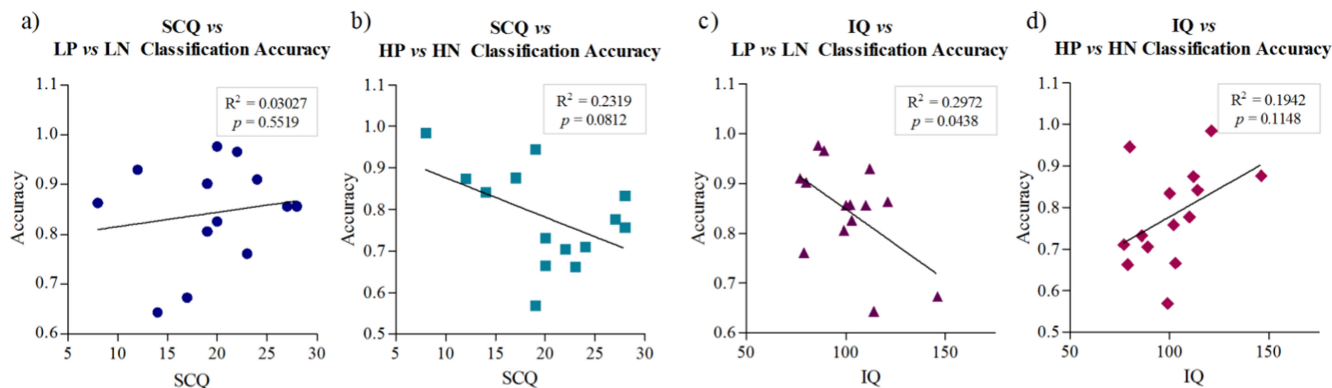 a)
SCQ vs
LP vs LN Classification Accuracy
R² = 0.03027
p = 0.5519
Accuracy
1.1
1.0
0.9
0.8
0.7
0.6
5 10 15 20 25 30
SCQ
b)
SCQ vs
HP vs HN Classification Accuracy
R² = 0.2319
p = 0.0812
Accuracy
1.1
1.0
0.9
0.8
0.7
0.6
0.5
5 10 15 20 25 30
SCQ
c)
IQ vs
LP vs LN Classification Accuracy
R² = 0.2972
p = 0.0438
Accuracy
1.1
1.0
0.9
0.8
0.7
0.6
50 100 150
IQ
d)
IQ vs
HP vs HN Classification Accuracy
R² = 0.1942
p = 0.1148
Accuracy
1.1
1.0
0.9
0.8
0.7
0.6
0.5
50 100 150
IQ